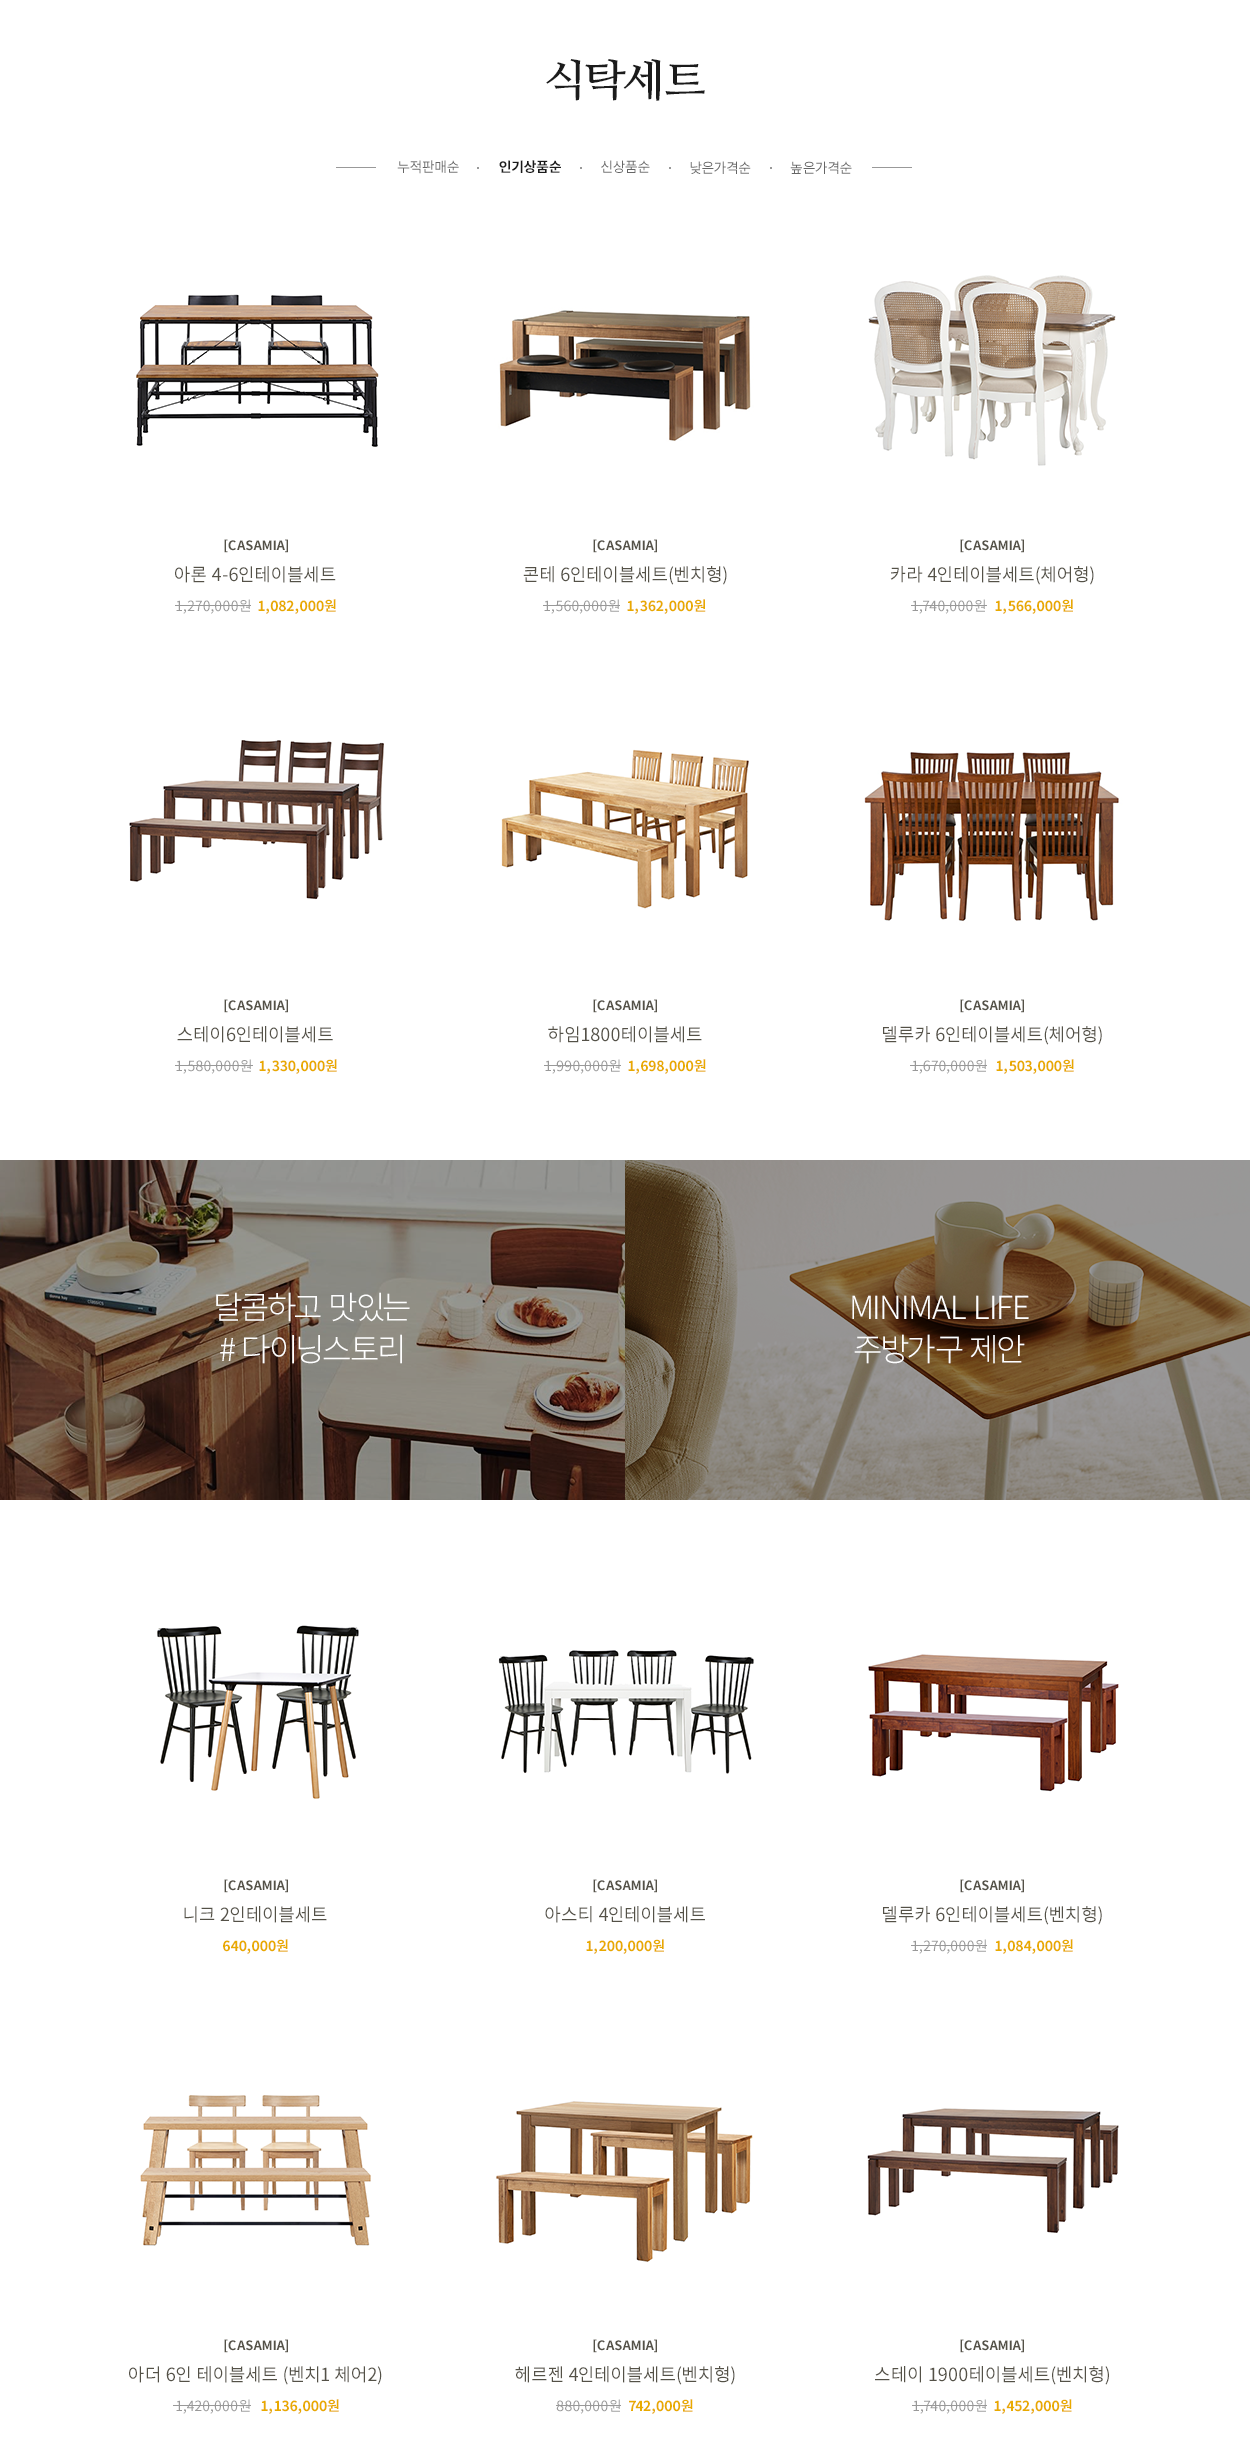 식탁세트
누적판매순 · 인기상품순 · 신상품순 · 낮은가격순 · 높은가격순
[CASAMIA]
아론 4-6인테이블세트
1,270,000원 1,082,000원
[CASAMIA]
콘테 6인테이블세트(벤치형)
1,560,000원 1,362,000원
[CASAMIA]
카라 4인테이블세트(체어형)
1,740,000원 1,566,000원
[CASAMIA]
스테이6인테이블세트
1,580,000원 1,330,000원
[CASAMIA]
하임1800테이블세트
1,990,000원 1,698,000원
[CASAMIA]
델루카 6인테이블세트(체어형)
1,670,000원 1,503,000원
달콤하고 맛있는
# 다이닝스토리
MINIMAL LIFE
주방가구 제안
[CASAMIA]
니크 2인테이블세트
640,000원
[CASAMIA]
아스티 4인테이블세트
1,200,000원
[CASAMIA]
델루카 6인테이블세트(벤치형)
1,270,000원 1,084,000원
[CASAMIA]
아더 6인 테이블세트 (벤치1 체어2)
1,420,000원 1,136,000원
[CASAMIA]
헤르젠 4인테이블세트(벤치형)
880,000원 742,000원
[CASAMIA]
스테이 1900테이블세트(벤치형)
1,740,000원 1,452,000원